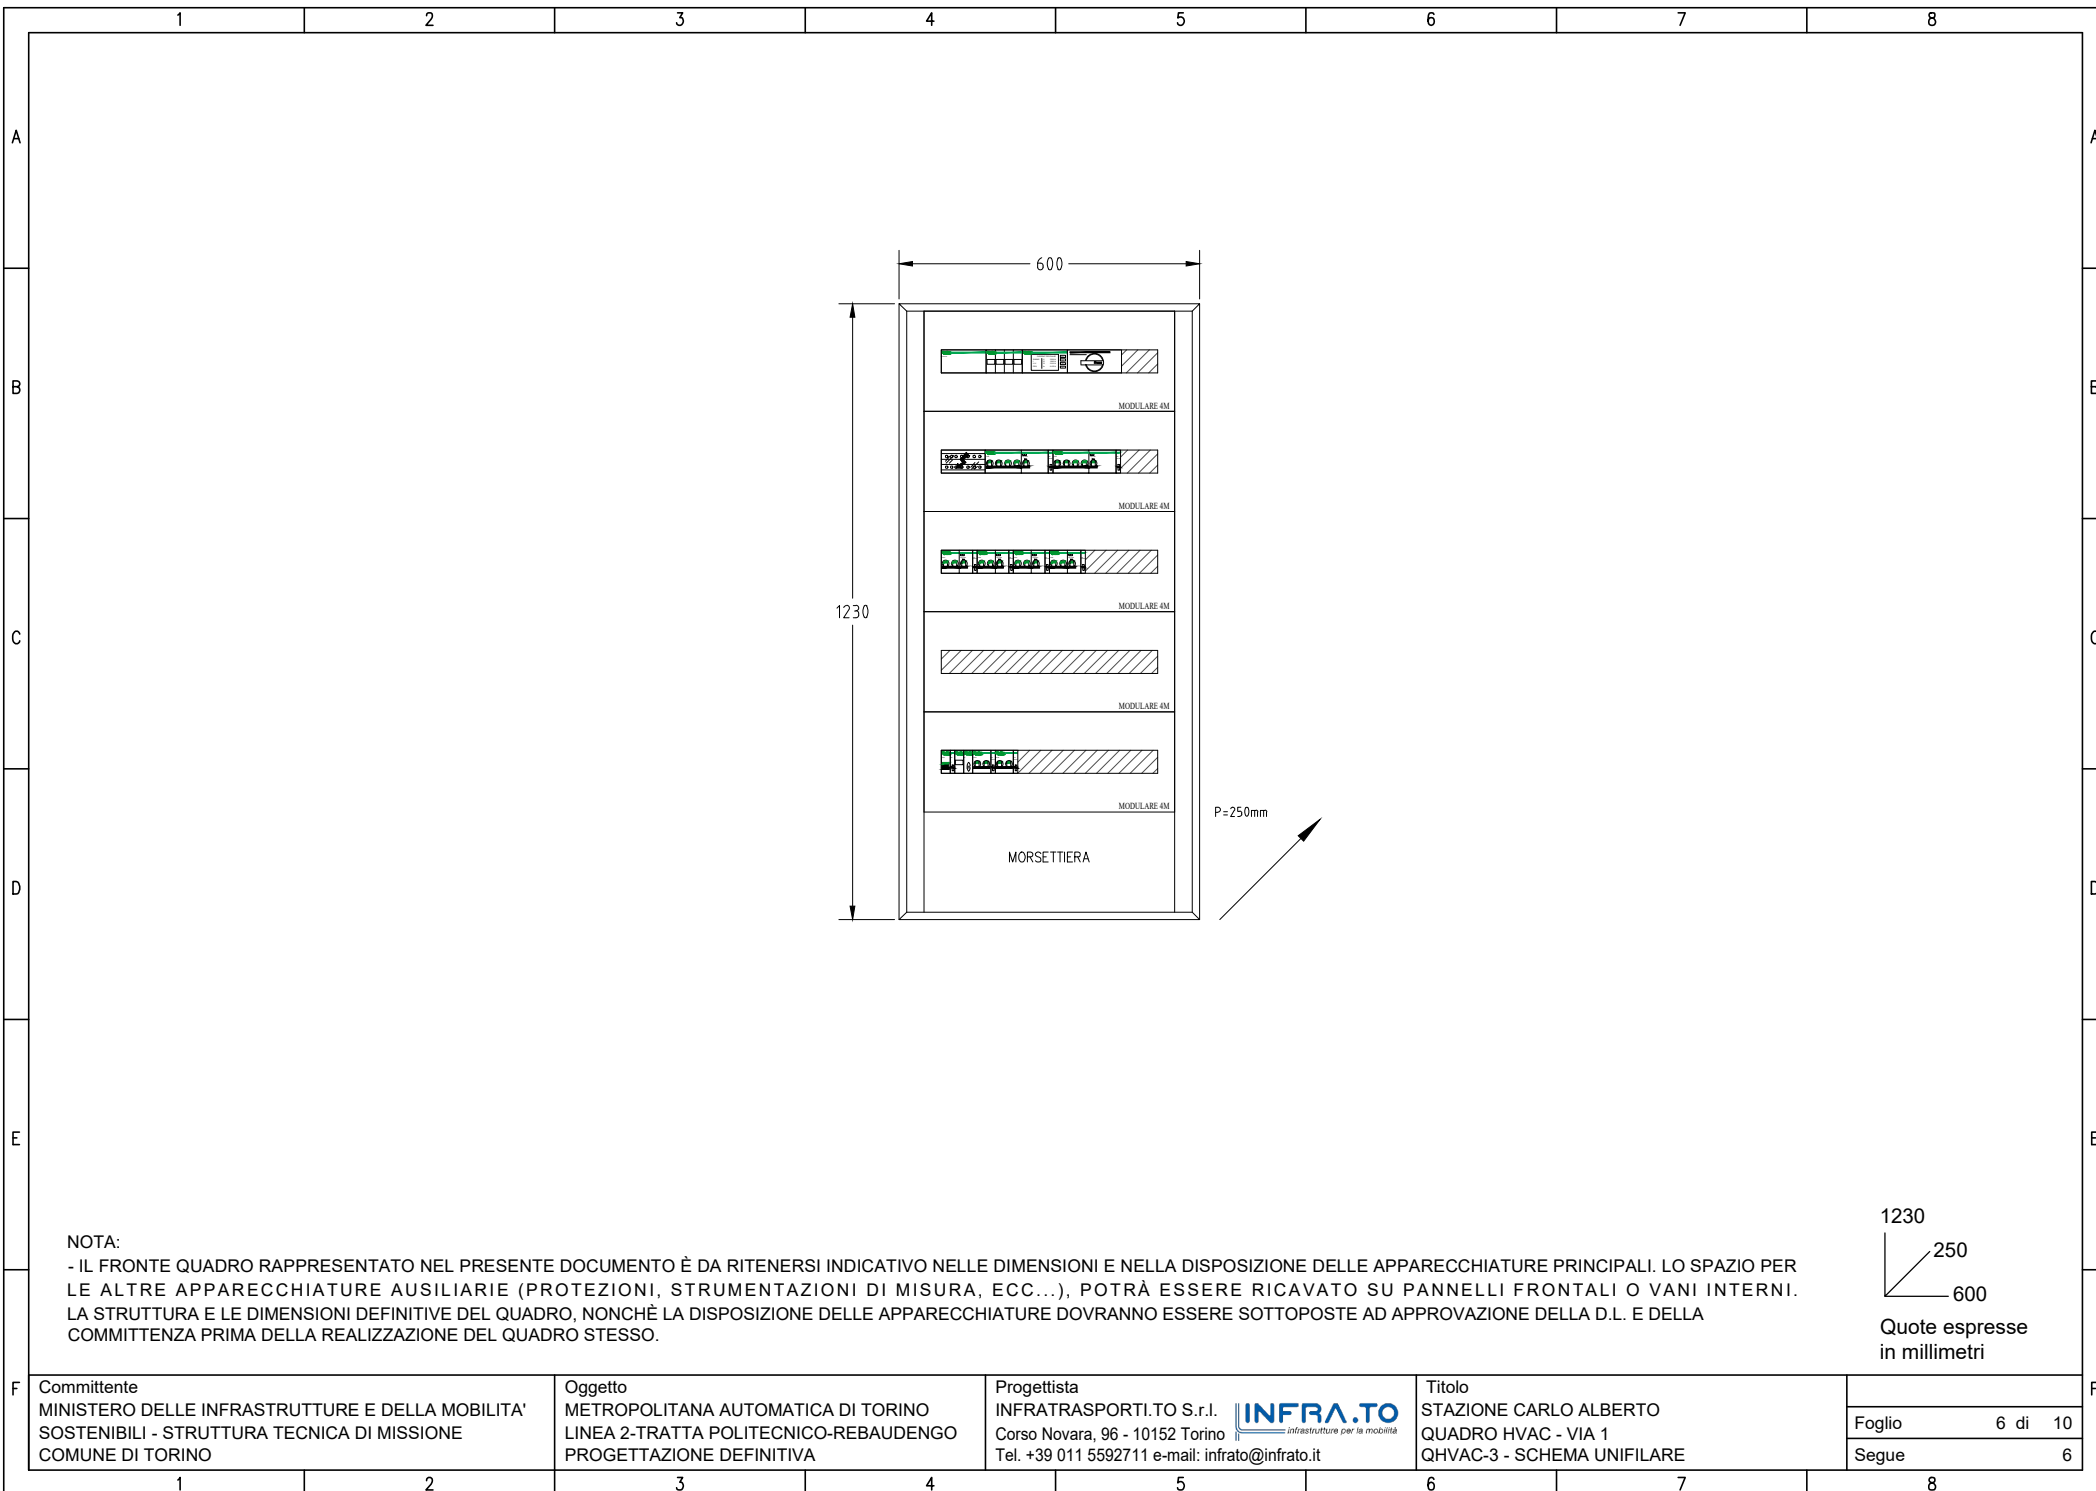 1 2 3 4 5 6 7 8
A A
600
B B
MODULARE 4M
MODULARE 4M
C C
1230
MODULARE 4M
MODULARE 4M
MODULARE 4M
P=250mm
MORSETTIERA
D D
E E
1230
250
600
Quote espresse
in millimetri
NOTA:
- IL FRONTE QUADRO RAPPRESENTATO NEL PRESENTE DOCUMENTO È DA RITENERSI INDICATIVO NELLE DIMENSIONI E NELLA DISPOSIZIONE DELLE APPARECCHIATURE PRINCIPALI. LO SPAZIO PER
LE ALTRE APPARECCHIATURE AUSILIARIE (PROTEZIONI, STRUMENTAZIONI DI MISURA, ECC...), POTRÀ ESSERE RICAVATO SU PANNELLI FRONTALI O VANI INTERNI.
LA STRUTTURA E LE DIMENSIONI DEFINITIVE DEL QUADRO, NONCHÈ LA DISPOSIZIONE DELLE APPARECCHIATURE DOVRANNO ESSERE SOTTOPOSTE AD APPROVAZIONE DELLA D.L. E DELLA
COMMITTENZA PRIMA DELLA REALIZZAZIONE DEL QUADRO STESSO.
F F
Committente
MINISTERO DELLE INFRASTRUTTURE E DELLA MOBILITA'
SOSTENIBILI - STRUTTURA TECNICA DI MISSIONE
COMUNE DI TORINO
Oggetto
METROPOLITANA AUTOMATICA DI TORINO
LINEA 2-TRATTA POLITECNICO-REBAUDENGO
PROGETTAZIONE DEFINITIVA
Progettista
INFRATRASPORTI.TO S.r.l.
Corso Novara, 96 - 10152 Torino
Tel. +39 011 5592711 e-mail: infrato@infrato.it
INFRA.TO
infrastrutture per la mobilità
Titolo
STAZIONE CARLO ALBERTO
QUADRO HVAC - VIA 1
QHVAC-3 - SCHEMA UNIFILARE
Foglio 6 di 10
Segue 6
1 2 3 4 5 6 7 8